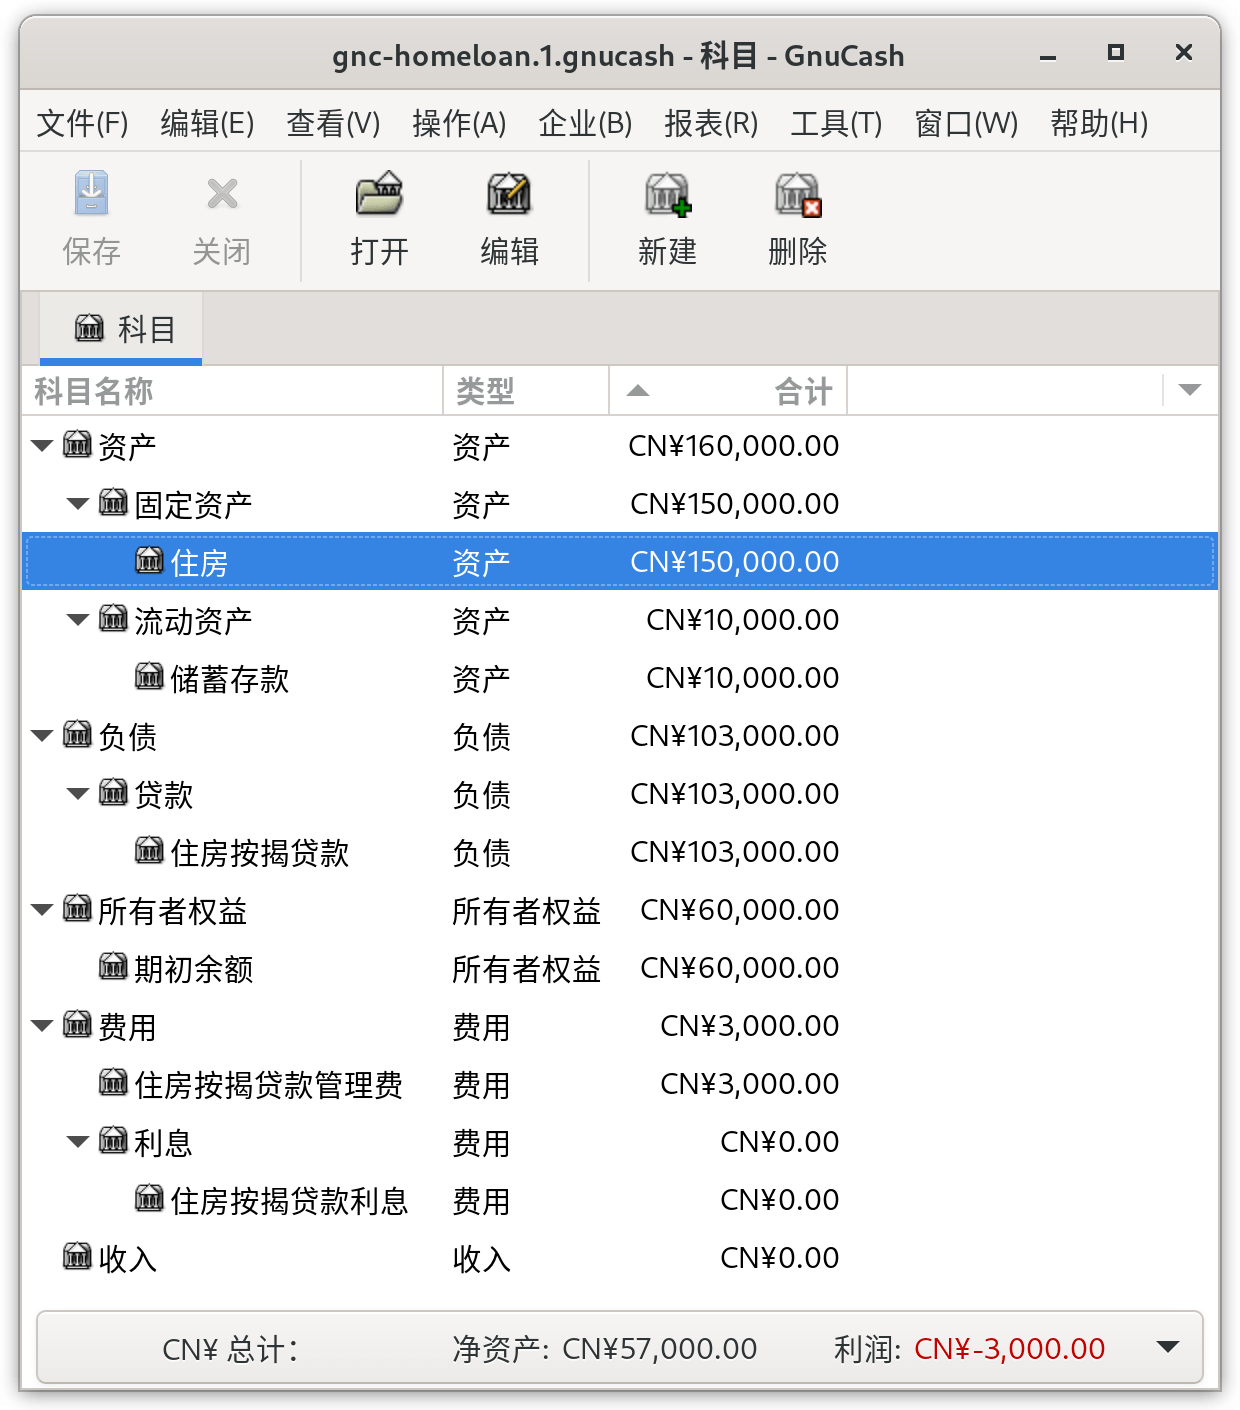 gnc-homeloan.1.gnucash - 科目 - GnuCash
文件(F) 编辑(E) 查看(V) 操作(A) 企业(B) 报表(R) 工具(T) 窗口(W) 帮助(H)
保存 关闭 打开 编辑 新建 删除
科目
科目名称 类型 合计
资产 资产 CN¥160,000.00
固定资产 资产 CN¥150,000.00
住房 资产 CN¥150,000.00
流动资产 资产 CN¥10,000.00
储蓄存款 资产 CN¥10,000.00
负债 负债 CN¥103,000.00
贷款 负债 CN¥103,000.00
住房按揭贷款 负债 CN¥103,000.00
所有者权益 所有者权益 CN¥60,000.00
期初余额 所有者权益 CN¥60,000.00
费用 费用 CN¥3,000.00
住房按揭贷款管理费 费用 CN¥3,000.00
利息 费用 CN¥0.00
住房按揭贷款利息 费用 CN¥0.00
收入 收入 CN¥0.00
CN¥ 总计： 净资产: CN¥57,000.00 利润: CN¥-3,000.00